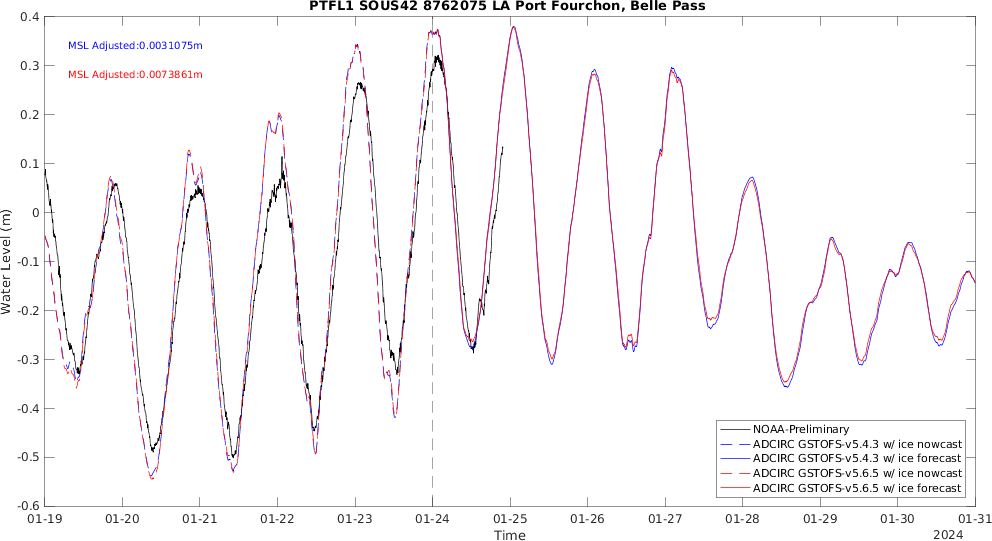 PTFL1 SOUS42 8762075 LA Port Fourchon, Belle Pass
0.4
0.3
0.2
0.1
0
-0.1
-0.2
-0.3
-0.4
-0.5
-0.6
Water Level (m)
MSL Adjusted:0.0031075m
MSL Adjusted:0.0073861m
NOAA-Preliminary
ADCIRC GSTOFS-v5.4.3 w/ ice nowcast
ADCIRC GSTOFS-v5.4.3 w/ ice forecast
ADCIRC GSTOFS-v5.6.5 w/ ice nowcast
ADCIRC GSTOFS-v5.6.5 w/ ice forecast
01-19 01-20 01-21 01-22 01-23 01-24 01-25 01-26 01-27 01-28 01-29 01-30 01-31
Time
2024